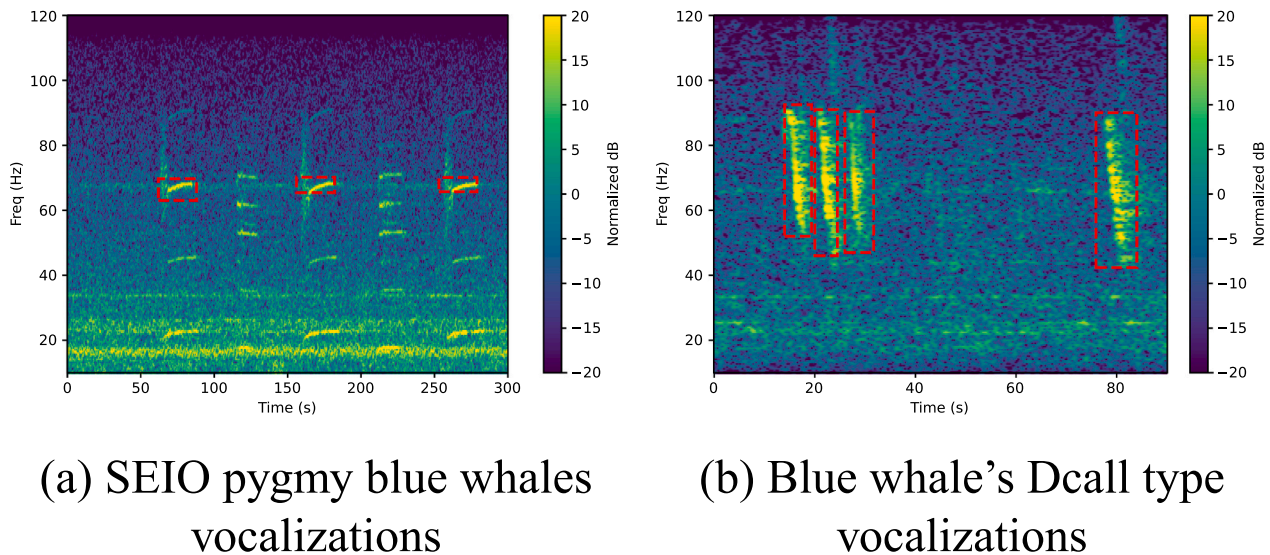 120
100
80
60
40
20
Freq (Hz)
0 50 100 150 200 250 300
Time (s)
20
15
10
5
0
−5
−10
−15
−20
Normalized dB
120
100
80
60
40
20
Freq (Hz)
0 20 40 60 80
Time (s)
20
15
10
5
0
−5
−10
−15
−20
Normalized dB
(a) SEIO pygmy blue whales
vocalizations
(b) Blue whale’s Dcall type
vocalizations